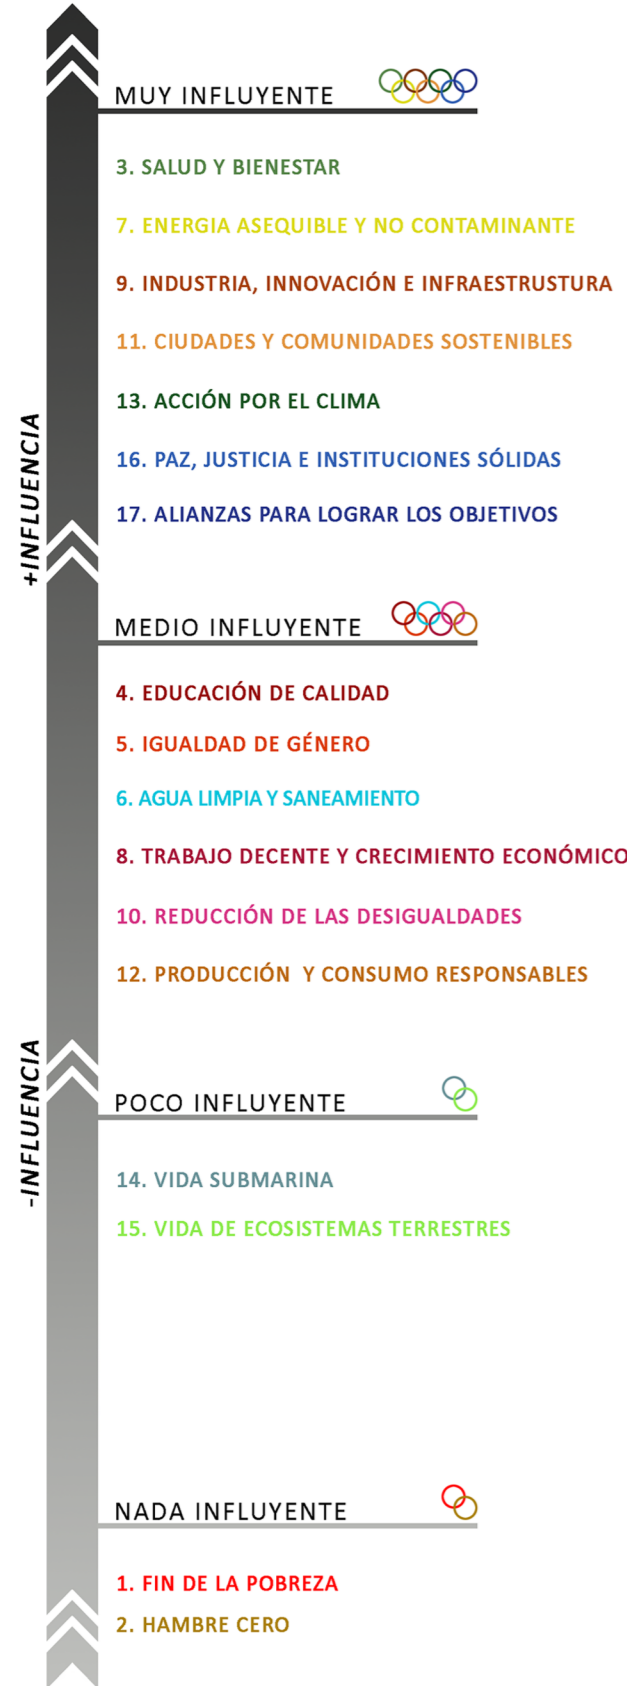 MUY INFLUYENTE
3. SALUD Y BIENESTAR
7. ENERGIA ASEQUIBLE Y NO CONTAMINANTE
9. INDUSTRIA, INNOVACIÓN E INFRAESTRUSTURA
11. CIUDADES Y COMUNIDADES SOSTENIBLES
13. ACCIÓN POR EL CLIMA
16. PAZ, JUSTICIA E INSTITUCIONES SÓLIDAS
17. ALIANZAS PARA LOGRAR LOS OBJETIVOS
+INFLUENCIA
MEDIO INFLUYENTE
4. EDUCACIÓN DE CALIDAD
5. IGUALDAD DE GÉNERO
6. AGUA LIMPIA Y SANEAMIENTO
8. TRABAJO DECENTE Y CRECIMIENTO ECONÓMICO
10. REDUCCIÓN DE LAS DESIGUALDADES
12. PRODUCCIÓN Y CONSUMO RESPONSABLES
-INFLUENCIA
POCO INFLUYENTE
14. VIDA SUBMARINA
15. VIDA DE ECOSISTEMAS TERRESTRES
NADA INFLUYENTE
1. FIN DE LA POBREZA
2. HAMBRE CERO